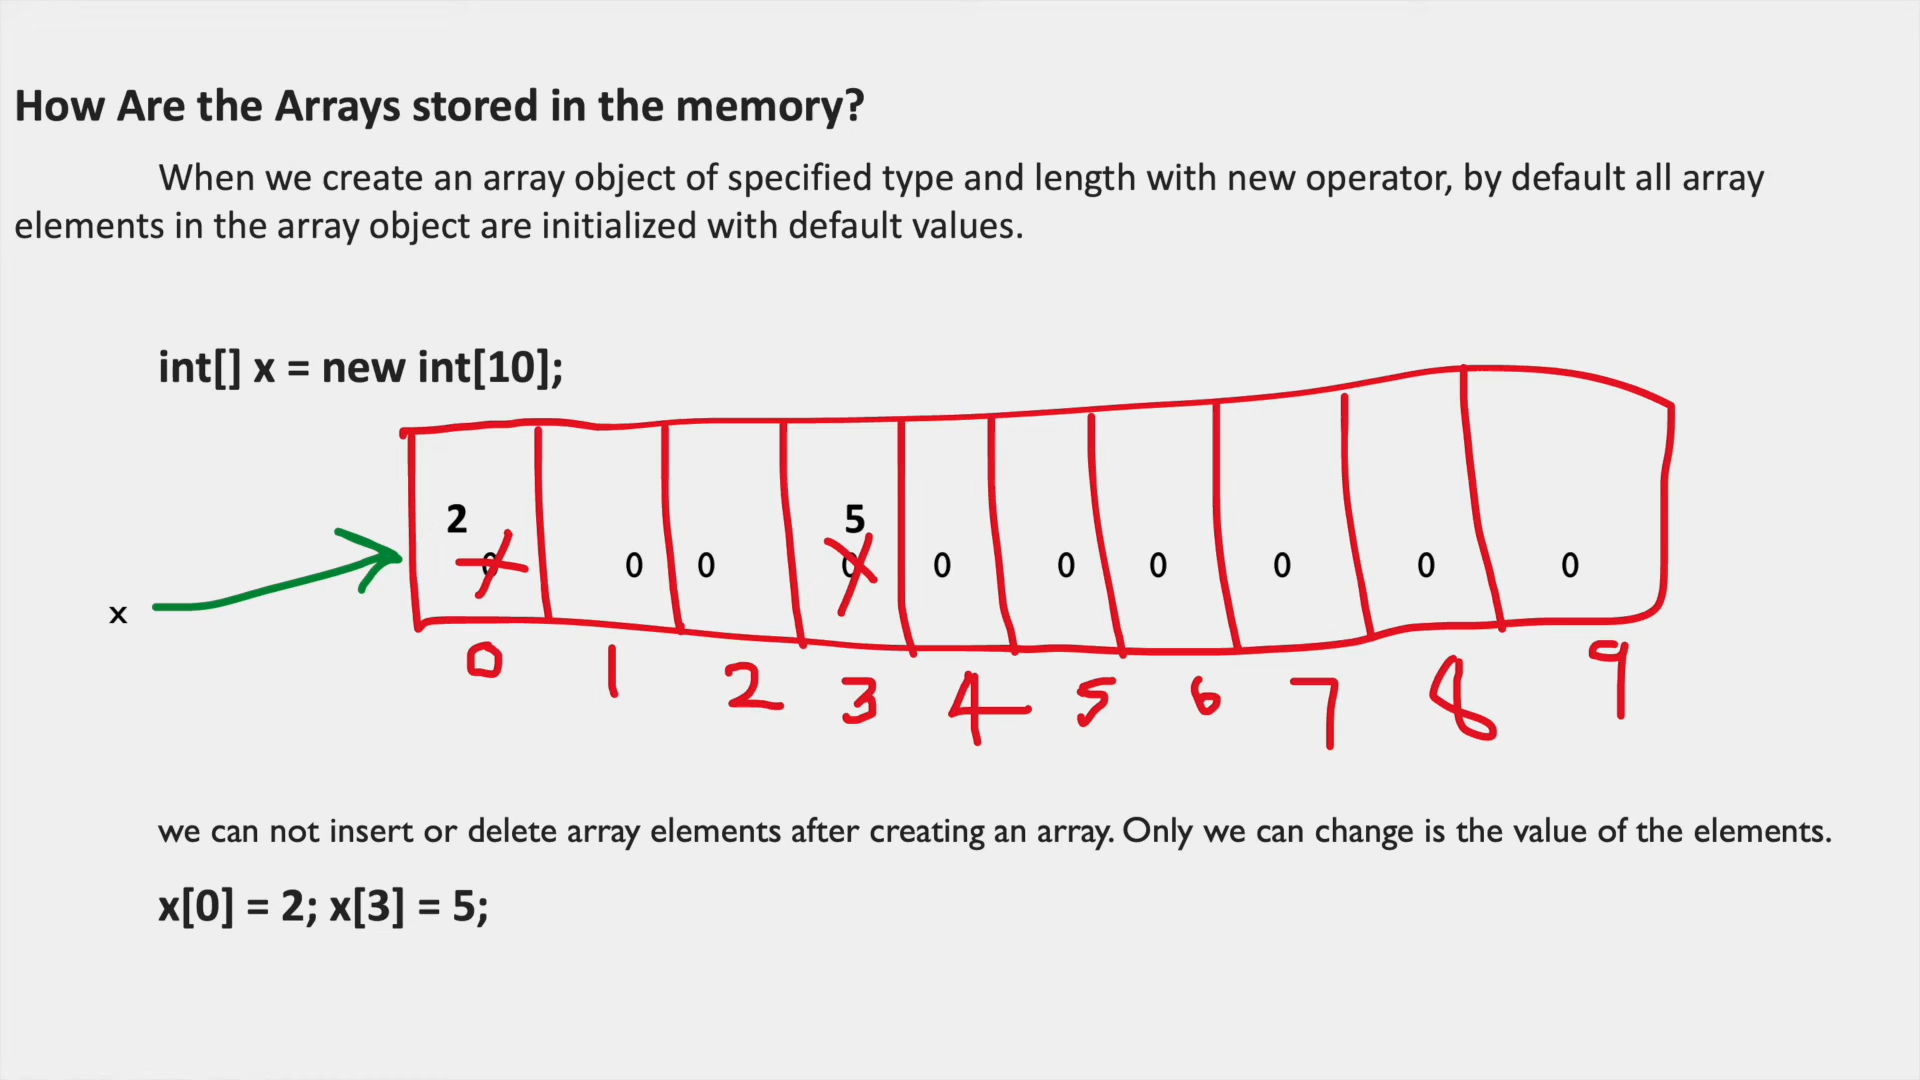 How Are the Arrays stored in the memory?
When we create an array object of specified type and length with new operator, by default all array
elements in the array object are initialized with default values.
int[] x = new int[10];
2 5
0 0 0 0 0 0 0 0 0 0
x
0 1 2 3 4 5 6 7 8 9
we can not insert or delete array elements after creating an array. Only we can change is the value of the elements.
x[0] = 2; x[3] = 5;